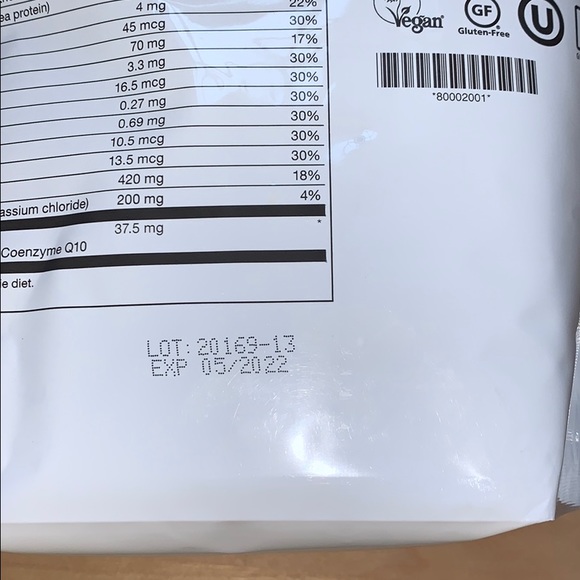 ea protein) 4 mg 22%
45 mcg 30%
70 mg 17%
3.3 mg 30%
16.5 mcg 30%
0.27 mg 30%
0.69 mg 30%
10.5 mcg 30%
13.5 mcg 30%
420 mg 18%
assium chloride) 200 mg 4%
37.5 mg *
Coenzyme Q10
e diet.
Vegan
GF
Gluten-Free
U
*80002001*
LOT: 20169-13
EXP 05/2022